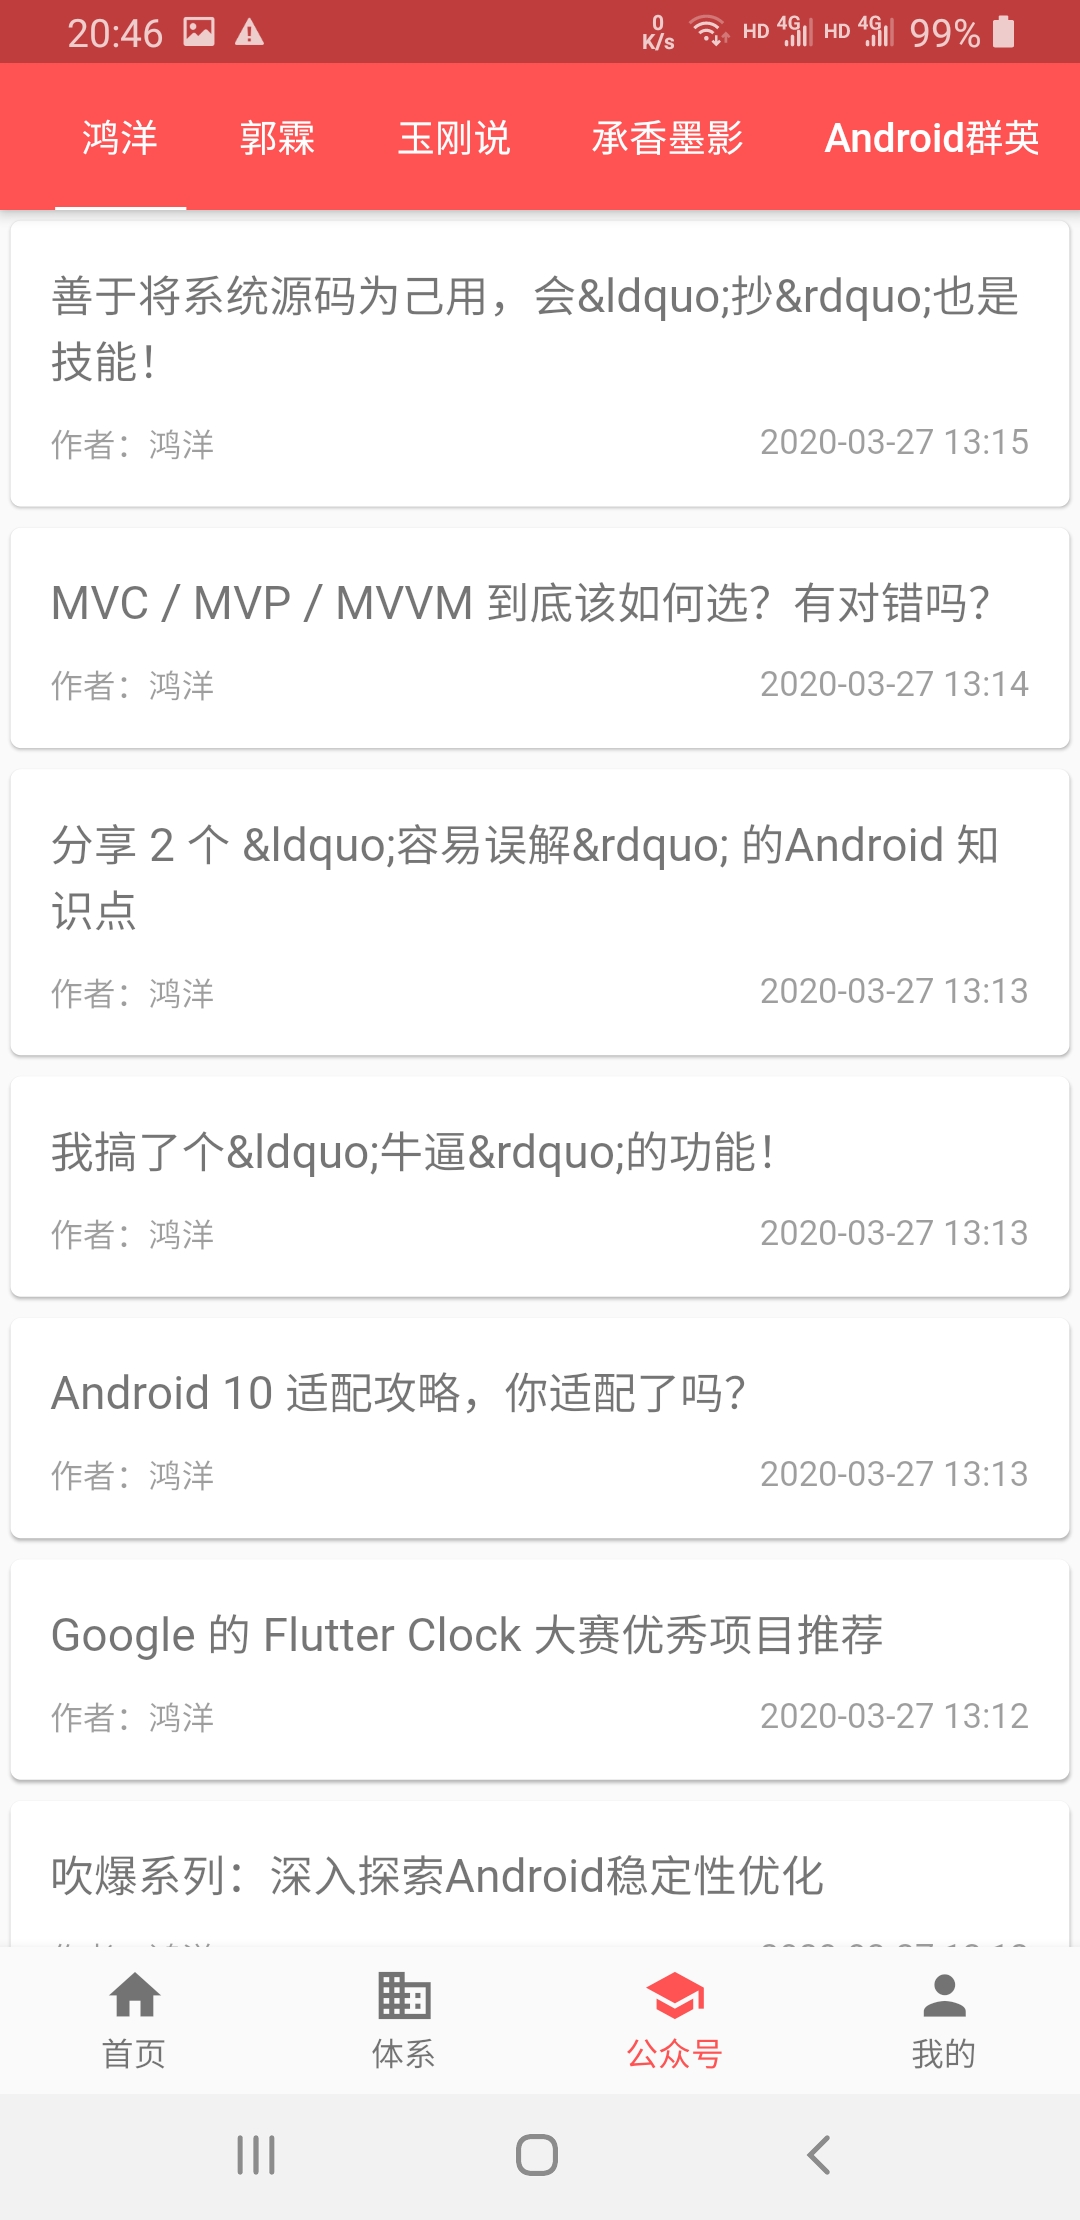 20:46
0 K/s HD 4G HD 4G 99%
鸿洋 郭霖 玉刚说 承香墨影 Android群英
善于将系统源码为己用，会&ldquo;抄&rdquo;也是
技能！
作者：鸿洋 2020-03-27 13:15
MVC / MVP / MVVM 到底该如何选？有对错吗？
作者：鸿洋 2020-03-27 13:14
分享 2 个 &ldquo;容易误解&rdquo; 的Android 知
识点
作者：鸿洋 2020-03-27 13:13
我搞了个&ldquo;牛逼&rdquo;的功能！
作者：鸿洋 2020-03-27 13:13
Android 10 适配攻略，你适配了吗？
作者：鸿洋 2020-03-27 13:13
Google 的 Flutter Clock 大赛优秀项目推荐
作者：鸿洋 2020-03-27 13:12
吹爆系列：深入探索Android稳定性优化
首页 体系 公众号 我的